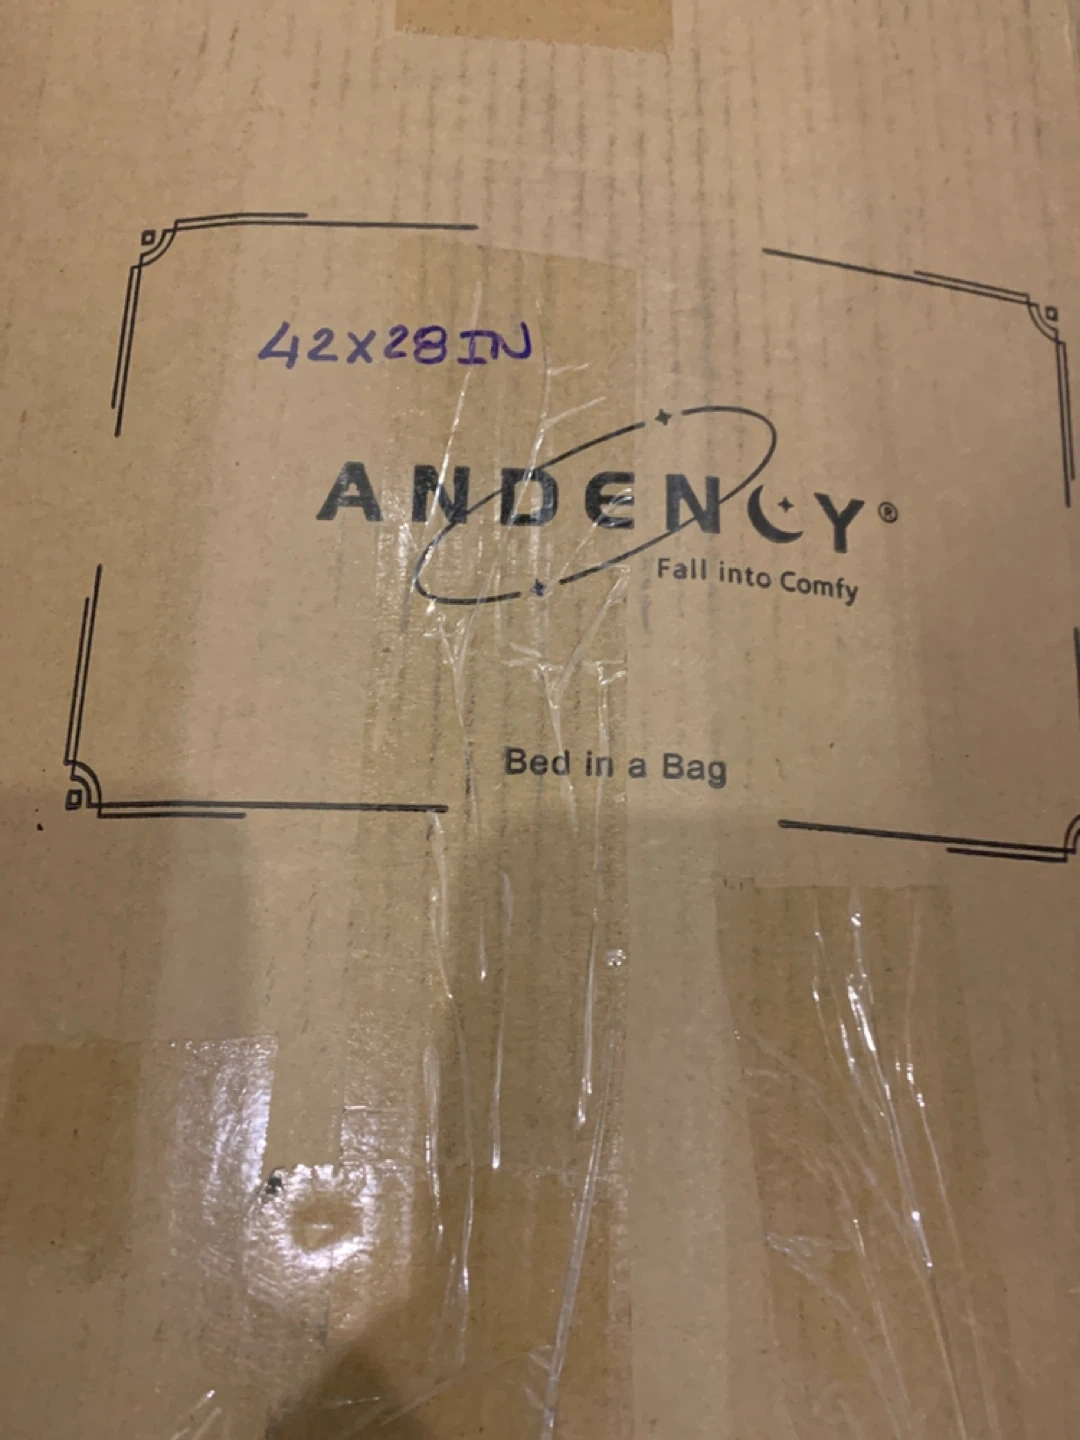 42X28IN
ANDENCY®
Fall into Comfy
Bed in a Bag